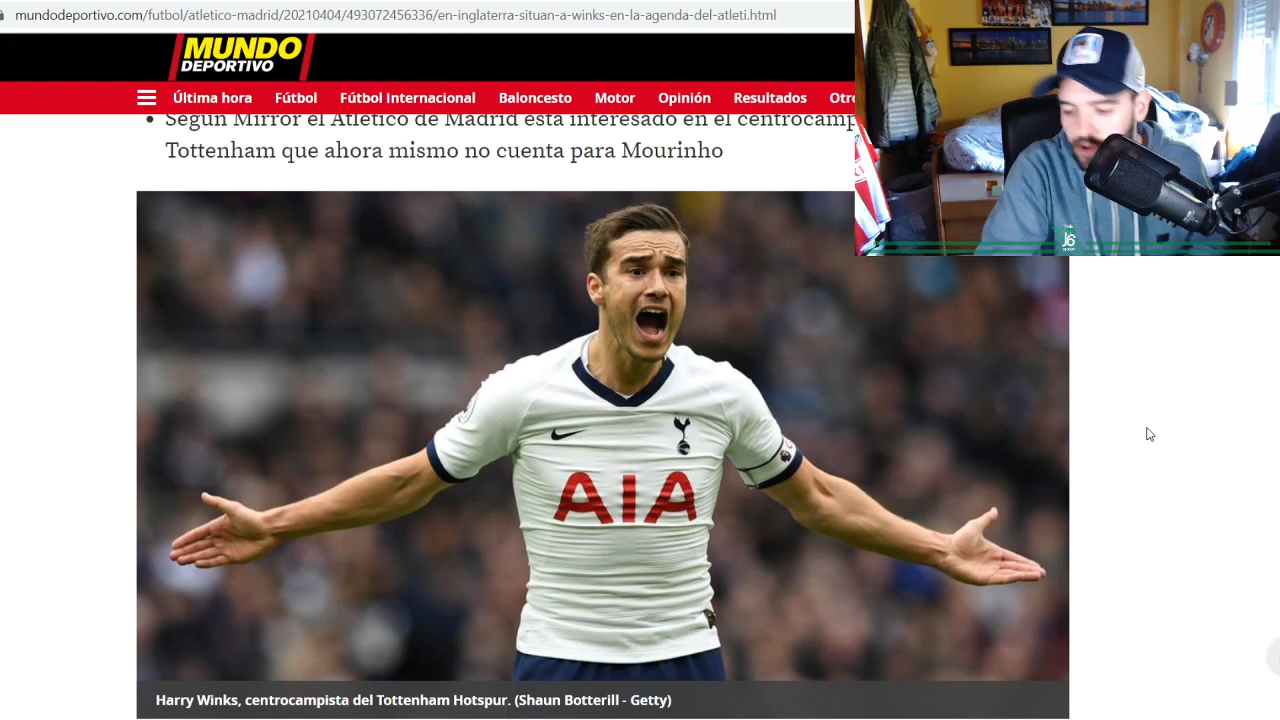 mundodeportivo.com/futbol/atletico-madrid/20210404/493072456336/en-inglaterra-situan-a-winks-en-la-agenda-del-atleti.html
MUNDO
DEPORTIVO
Última hora Fútbol Fútbol Internacional Baloncesto Motor Opinión Resultados Otro
Según Mirror el Atlético de Madrid está interesado en el centrocamp
Tottenham que ahora mismo no cuenta para Mourinho
AIA
J6
Harry Winks, centrocampista del Tottenham Hotspur. (Shaun Botterill - Getty)